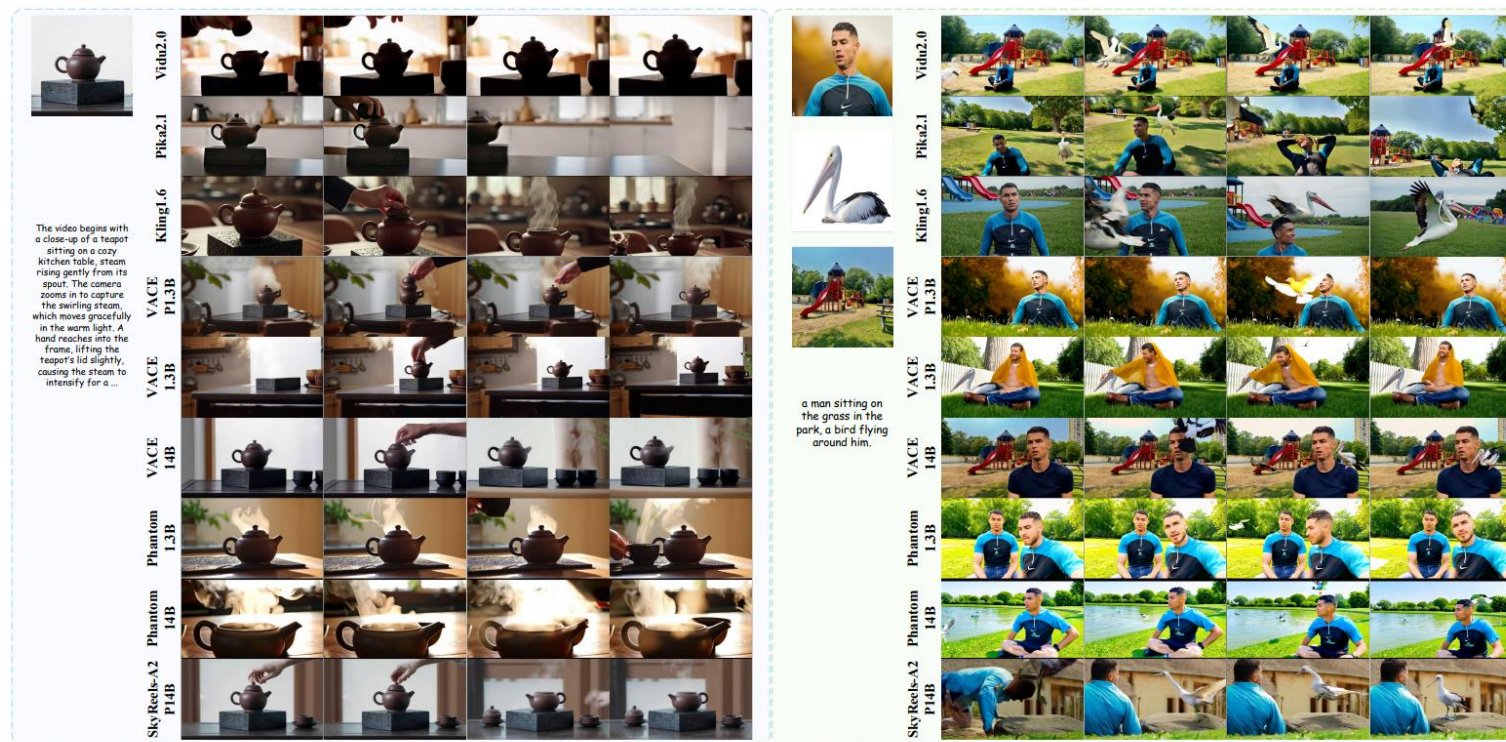 The video begins with
a close-up of a teapot
sitting on a cozy
kitchen table, steam
rising gently from its
spout. The camera
zooms in to capture
the swirling steam,
which moves gracefully
in the warm light. A
hand reaches into the
frame, lifting the
teapot's lid slightly,
causing the steam to
intensify for a ...
Vidu2.0
Pika2.1
Kling1.6
VACE
P1.3B
VACE
1.3B
VACE
14B
Phantom
1.3B
Phantom
14B
SkyReels-A2
P14B
a man sitting on
the grass in the
park, a bird flying
around him.
Vidu2.0
Pika2.1
Kling1.6
VACE
P1.3B
VACE
1.3B
VACE
14B
Phantom
1.3B
Phantom
14B
SkyReels-A2
P14B